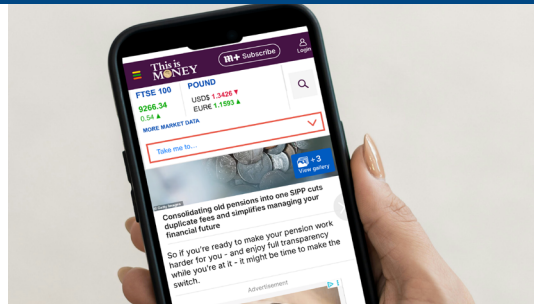 This is
MONEY
m+ Subscribe
Login
FTSE 100
9266.34
0.54 ▲
POUND
USD$ 1.3426 ▼
EUR€ 1.1593 ▲
MORE MARKET DATA
Take me to...
+3
View gallery
Consolidating old pensions into one SIPP cuts
duplicate fees and simplifies managing your
financial future
So if you're ready to make your pension work
harder for you - and enjoy full transparency
while you're at it - it might be time to make the
switch.
Advertisement